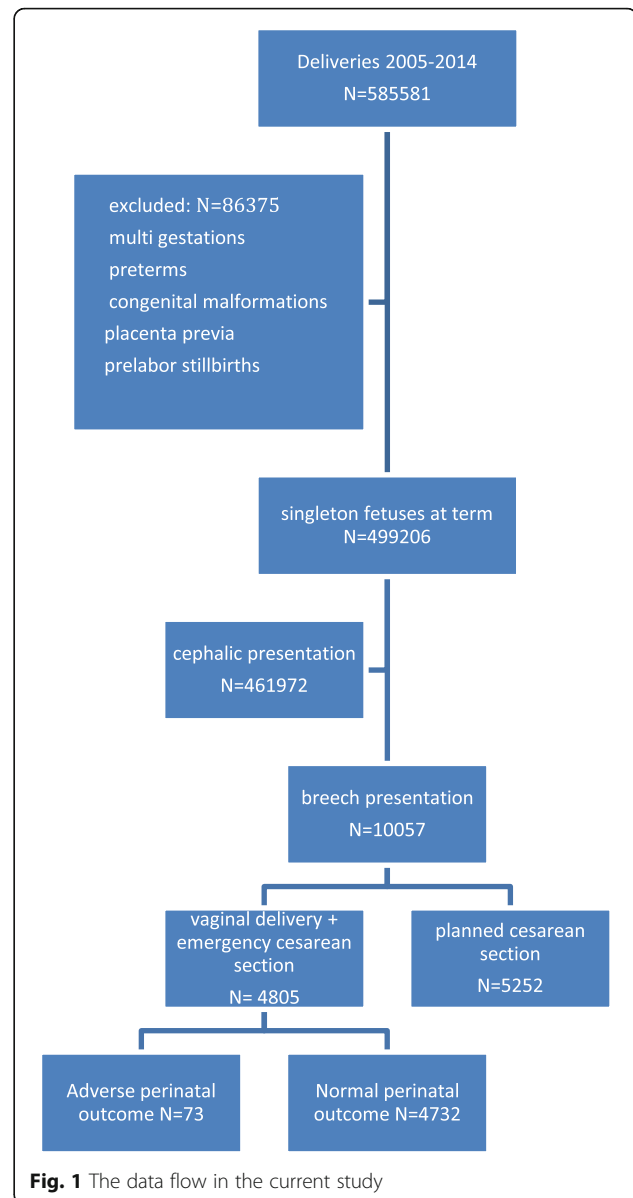 Deliveries 2005-2014
N=585581
excluded: N=86375
multi gestations
preterms
congenital malformations
placenta previa
prelabor stillbirths
singleton fetuses at term
N=499206
cephalic presentation
N=461972
breech presentation
N=10057
vaginal delivery +
emergency cesarean
section
N= 4805
planned cesarean
section
N=5252
Adverse perinatal
outcome N=73
Normal perinatal
outcome N=4732
Fig. 1 The data flow in the current study